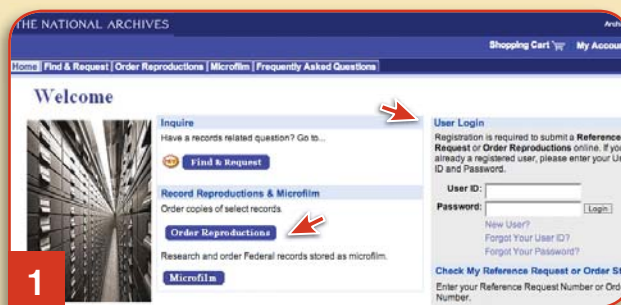 THE NATIONAL ARCHIVES
Shopping Cart My Accou
Home Find & Request Order Reproductions Microfilm Frequently Asked Questions
Welcome
Inquire
Have a records related question? Go to...
Find & Request
Record Reproductions & Microfilm
Order copies of select records.
Order Reproductions
Research and order Federal records stored as microfilm.
Microfilm
User Login
Registration is required to submit a Reference
Request or Order Reproductions online. If you
already a registered user, please enter your Us
ID and Password.
User ID:
Password: Login
New User?
Forgot Your User ID?
Forgot Your Password?
Check My Reference Request or Order St
Enter your Reference Request Number or Ord
Number.
1